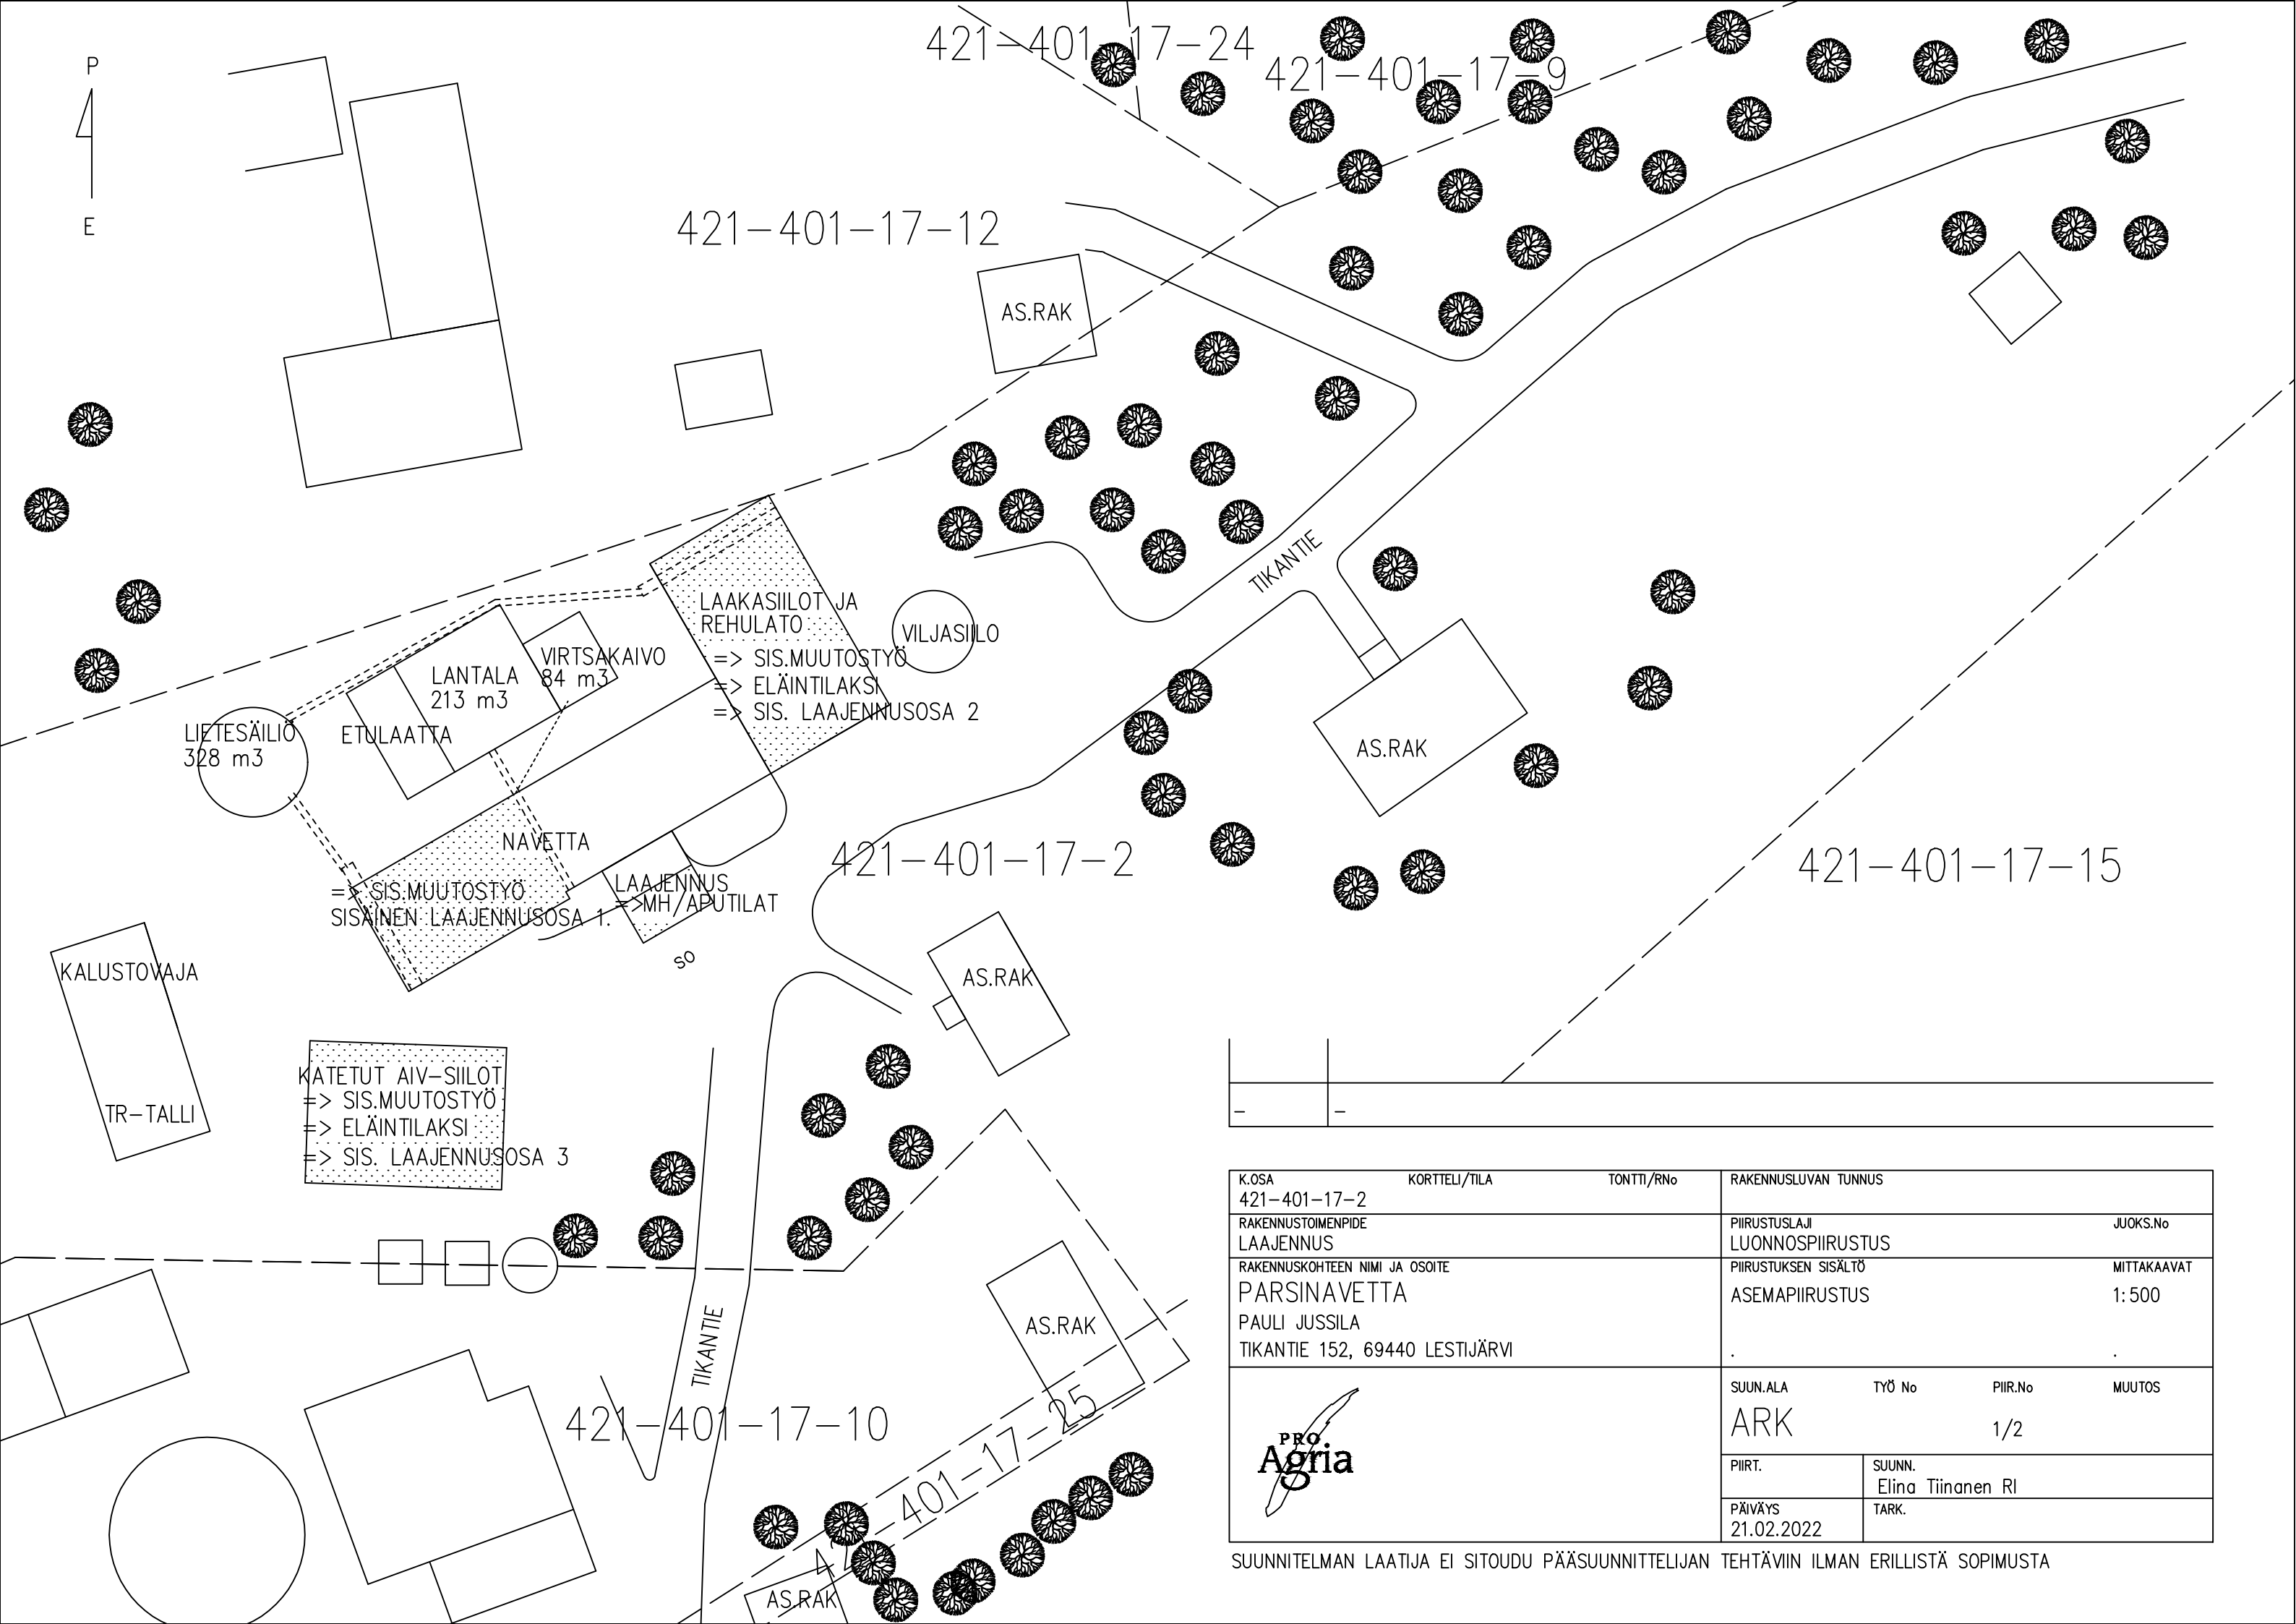 P
E
421-401-17-24
421-401-17-9
421-401-17-12
AS.RAK
TIKANTIE
LAAKASIILOT JA
REHULATO
=> SIS.MUUTOSTYÖ
=> ELÄINTILAKSI
=> SIS. LAAJENNUSOSA 2
VILJASIILO
VIRTSAKAIVO
84 m3
LANTALA
213 m3
ETULAATTA
LIETESÄILIÖ
328 m3
AS.RAK
NAVETTA
=> SIS.MUUTOSTYÖ
SISÄINEN LAAJENNUSOSA 1.
LAAJENNUS
=>MH/APUTILAT
SO
421-401-17-2
421-401-17-15
AS.RAK
KALUSTOVAJA
TR-TALLI
KATETUT AIV-SIILOT
=> SIS.MUUTOSTYÖ
=> ELÄINTILAKSI
=> SIS. LAAJENNUSOSA 3
TIKANTIE
AS.RAK
421-401-17-10
421-401-17-25
AS.RAK
- -
K.OSA KORTTELI/TILA TONTTI/RNo RAKENNUSLUVAN TUNNUS
421-401-17-2
RAKENNUSTOIMENPIDE PIIRUSTUSLAJI JUOKS.No
LAAJENNUS LUONNOSPIIRUSTUS
RAKENNUSKOHTEEN NIMI JA OSOITE PIIRUSTUKSEN SISÄLTÖ MITTAKAAVAT
PARSINAVETTA ASEMAPIIRUSTUS 1:500
PAULI JUSSILA
TIKANTIE 152, 69440 LESTIJÄRVI . .
SUUN.ALA TYÖ No PIIR.No MUUTOS
ARK 1/2
PRO
Agria
PIIRT. SUUNN.
Elina Tiinanen RI
PÄIVÄYS TARK.
21.02.2022
SUUNNITELMAN LAATIJA EI SITOUDU PÄÄSUUNNITTELIJAN TEHTÄVIIN ILMAN ERILLISTÄ SOPIMUSTA